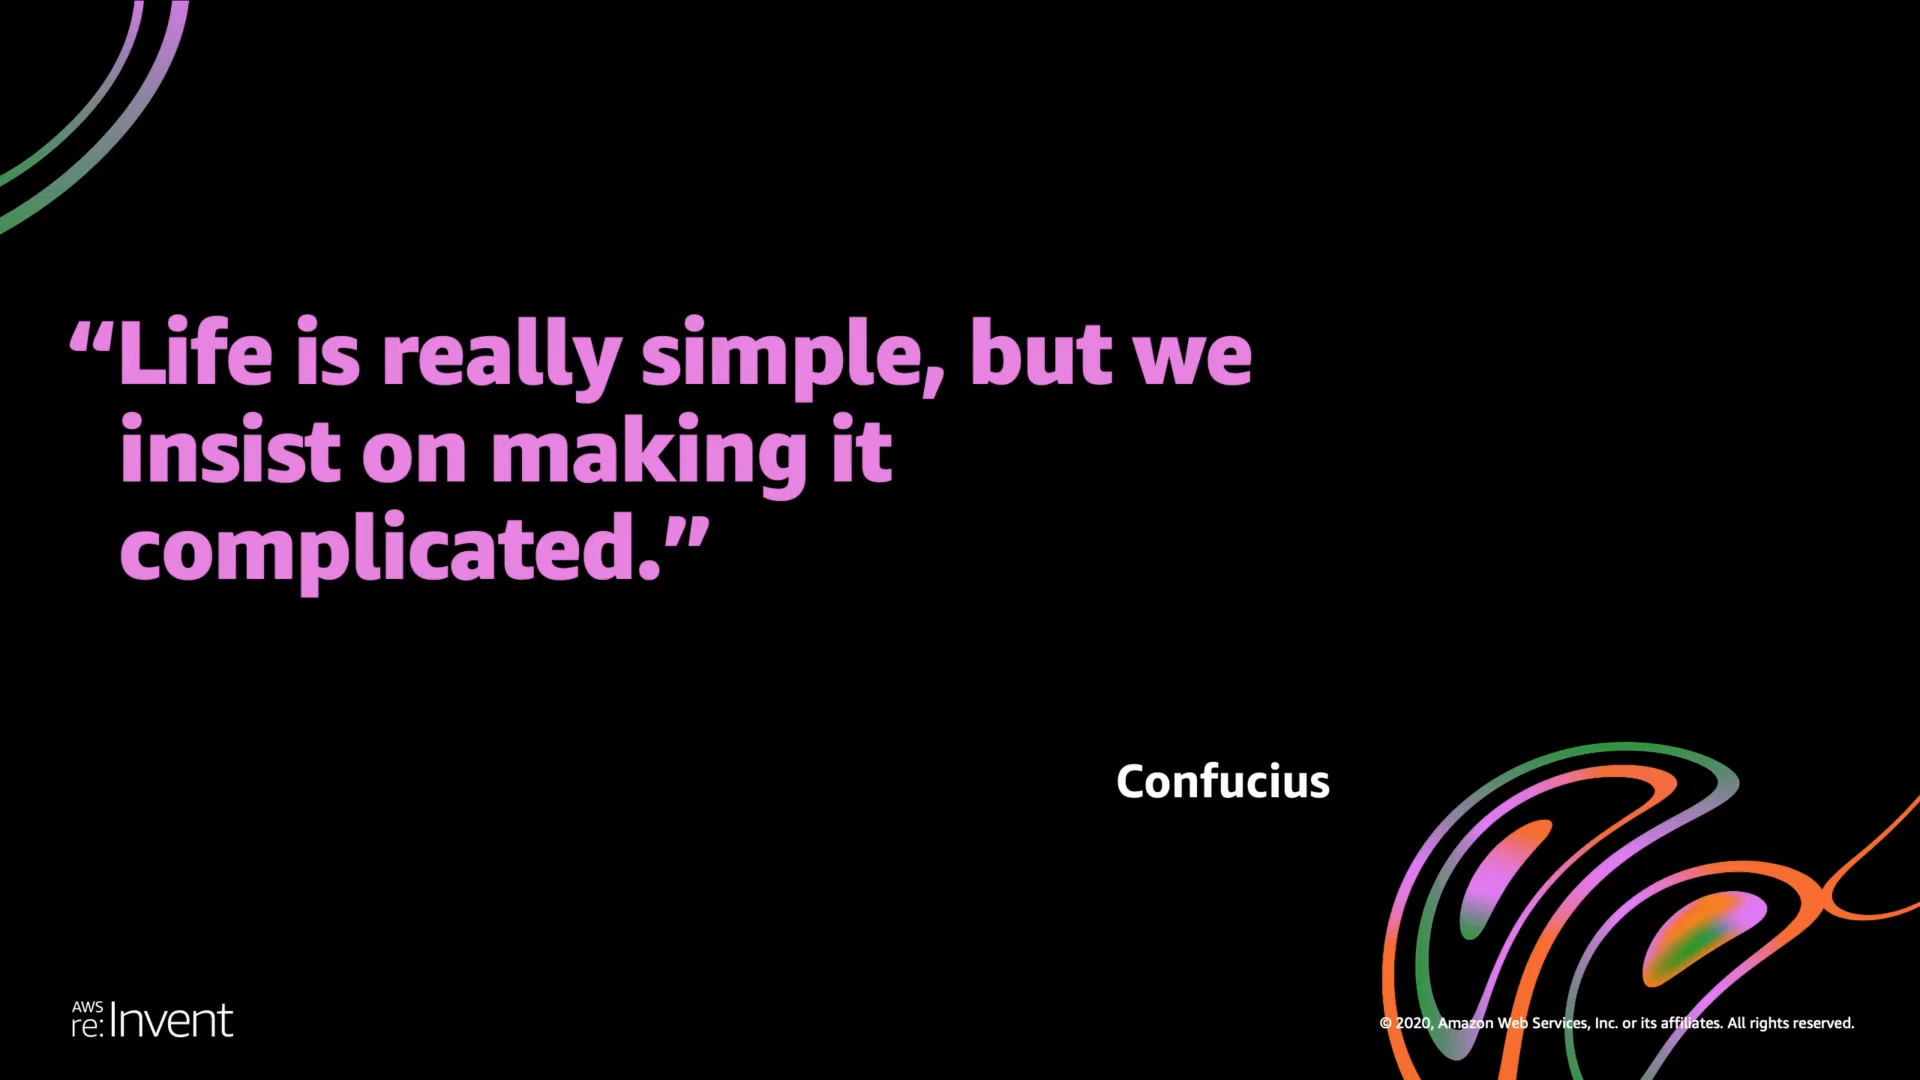 “Life is really simple, but we
insist on making it
complicated.”
Confucius
AWS
re:Invent
© 2020, Amazon Web Services, Inc. or its affiliates. All rights reserved.